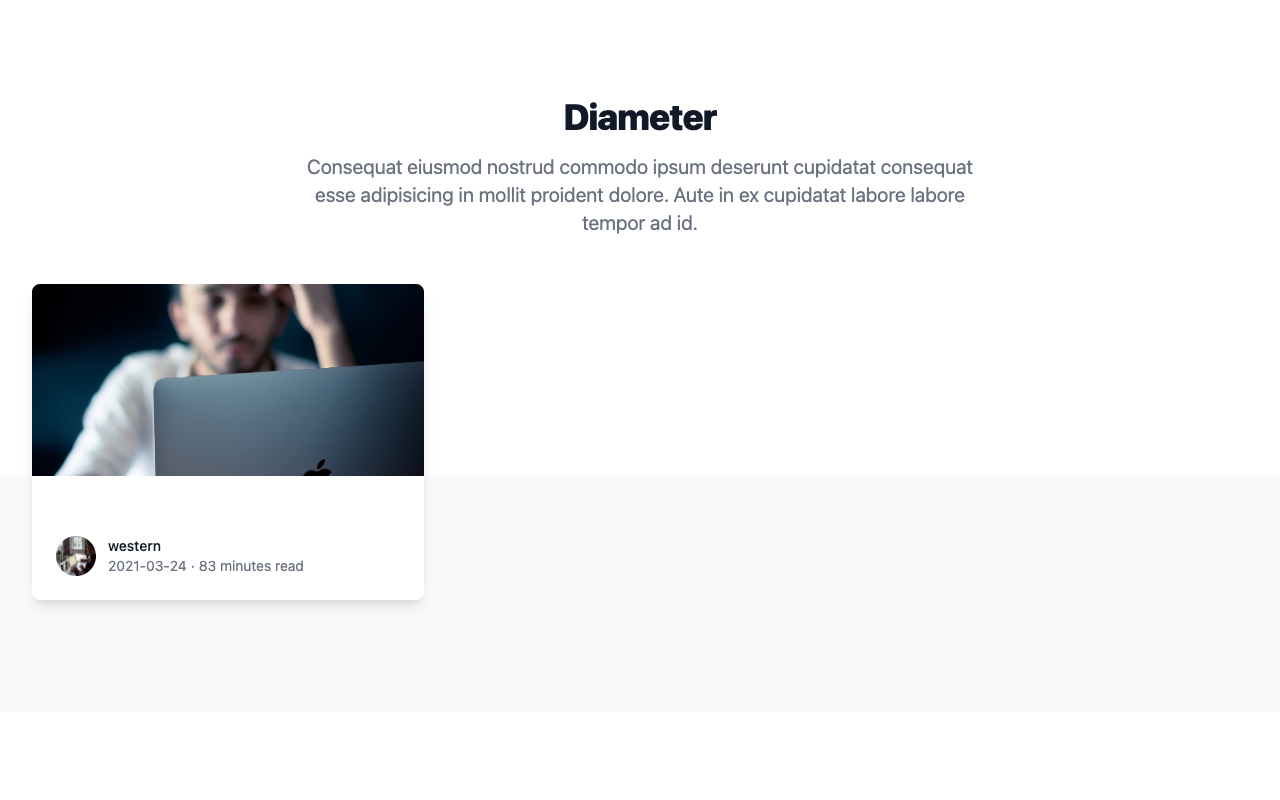 Diameter
Consequat eiusmod nostrud commodo ipsum deserunt cupidatat consequat
esse adipisicing in mollit proident dolore. Aute in ex cupidatat labore labore
tempor ad id.
western
2021-03-24 · 83 minutes read